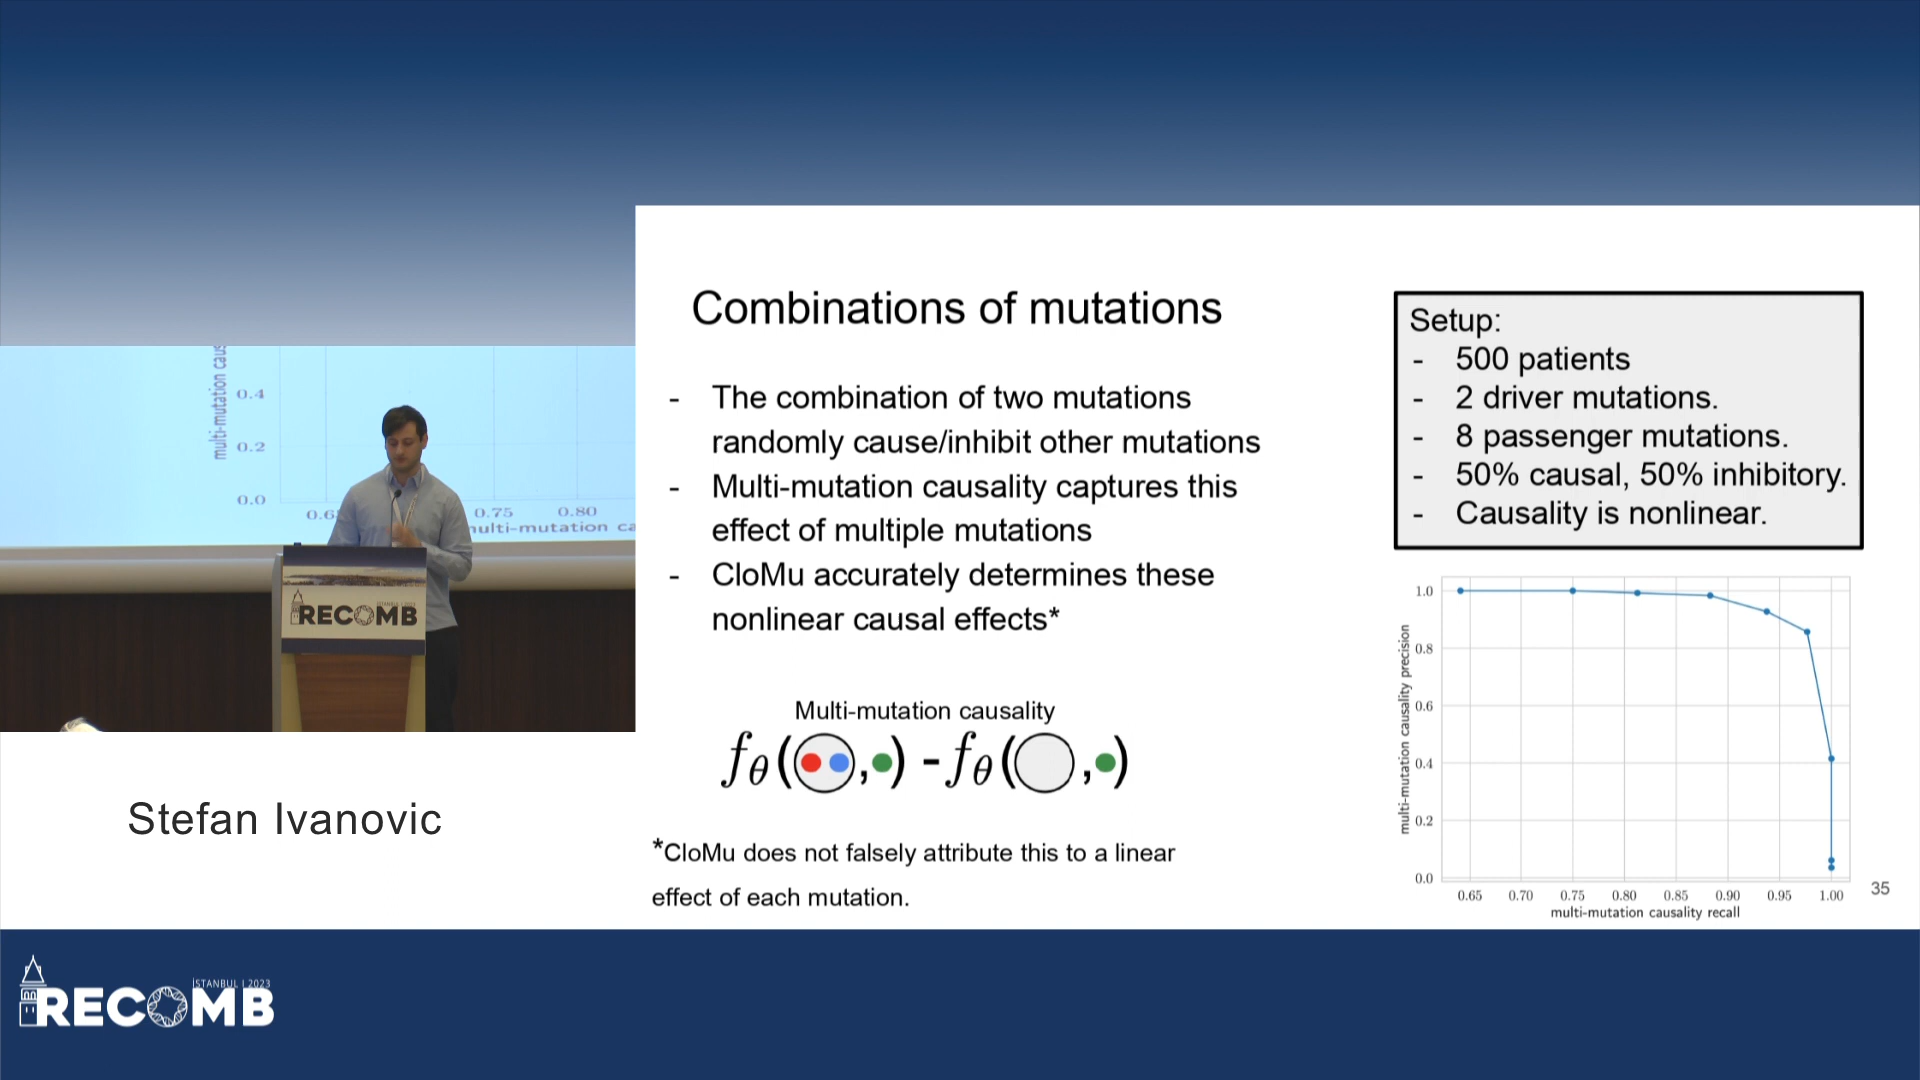 Combinations of mutations
- The combination of two mutations
randomly cause/inhibit other mutations
- Multi-mutation causality captures this
effect of multiple mutations
- CloMu accurately determines these
nonlinear causal effects*
Multi-mutation causality
fθ( , ) - fθ( , )
*CloMu does not falsely attribute this to a linear
effect of each mutation.
Setup:
- 500 patients
- 2 driver mutations.
- 8 passenger mutations.
- 50% causal, 50% inhibitory.
- Causality is nonlinear.
multi-mutation causality precision
1.0
0.8
0.6
0.4
0.2
0.0
0.65 0.70 0.75 0.80 0.85 0.90 0.95 1.00
multi-mutation causality recall
35
multi-mutation caus
0.4
0.2
0.0
0.6 0.75 0.80
multi-mutation ca
RECOMB
Stefan Ivanovic
İSTANBUL | 2023
RECOMB